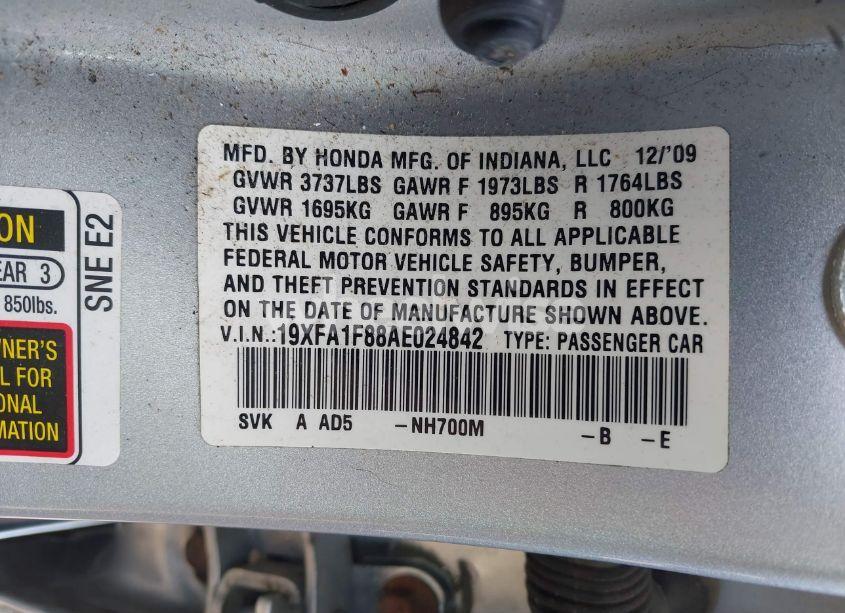 MFD. BY HONDA MFG. OF INDIANA, LLC 12/'09
GVWR 3737LBS GAWR F 1973LBS R 1764LBS
GVWR 1695KG GAWR F 895KG R 800KG
THIS VEHICLE CONFORMS TO ALL APPLICABLE
FEDERAL MOTOR VEHICLE SAFETY, BUMPER,
AND THEFT PREVENTION STANDARDS IN EFFECT
ON THE DATE OF MANUFACTURE SHOWN ABOVE.
V.I.N.:19XFA1F88AE024842 TYPE: PASSENGER CAR
SVK A AD5 -NH700M -B -E
SNE E2
ON
EAR 3
850lbs.
WNER'S
L FOR
ONAL
RMATION